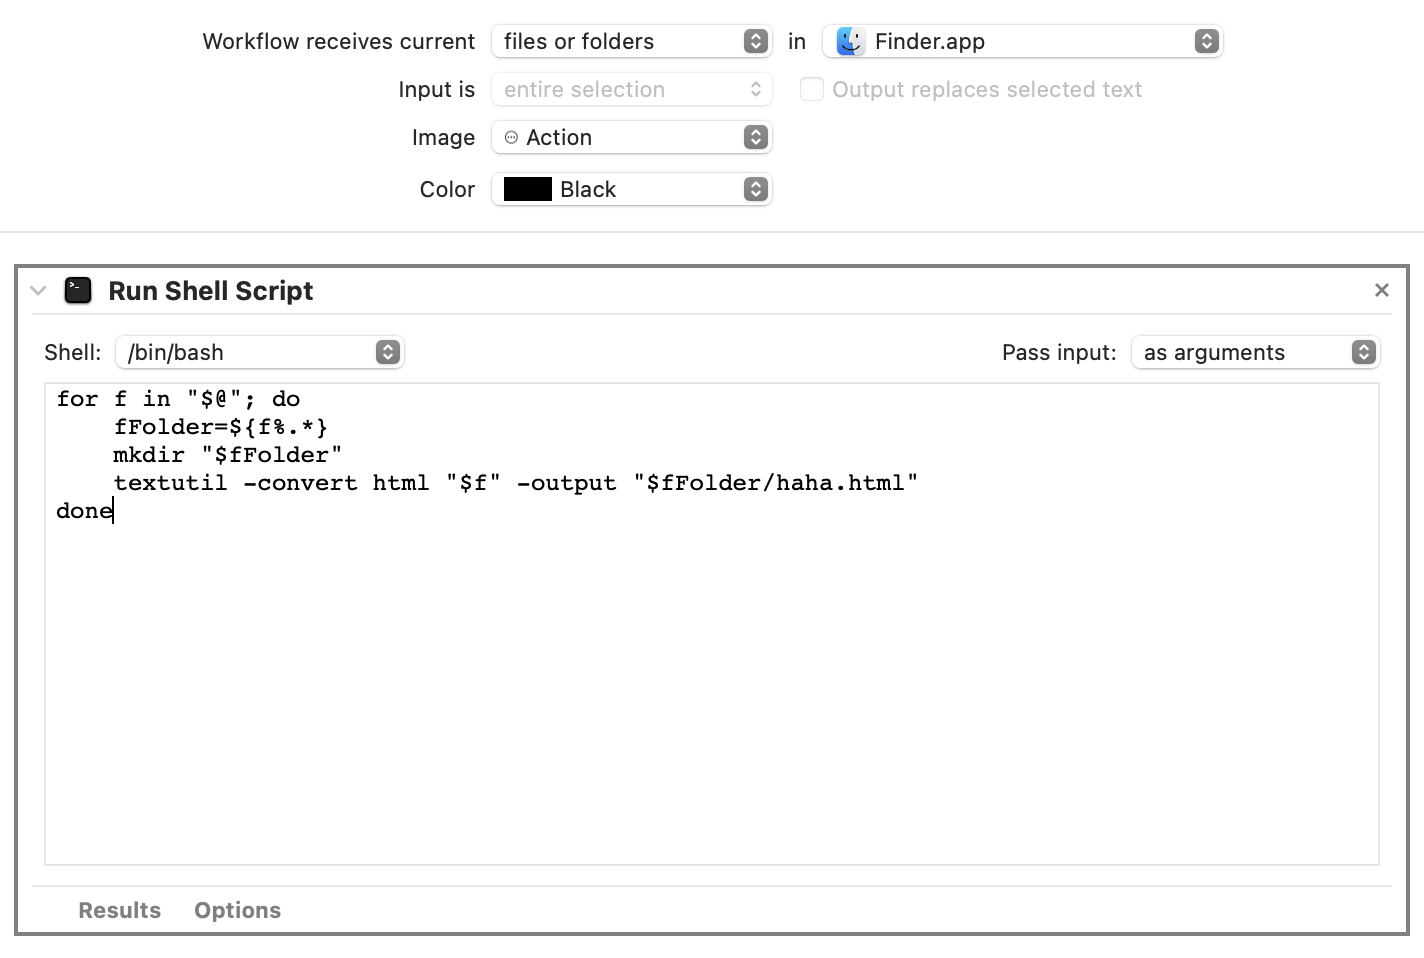 Workflow receives current files or folders in Finder.app
Input is entire selection Output replaces selected text
Image Action
Color Black
Run Shell Script
Shell: /bin/bash Pass input: as arguments
for f in "$@"; do
    fFolder=${f%.*}
    mkdir "$fFolder"
    textutil -convert html "$f" -output "$fFolder/haha.html"
done
Results Options